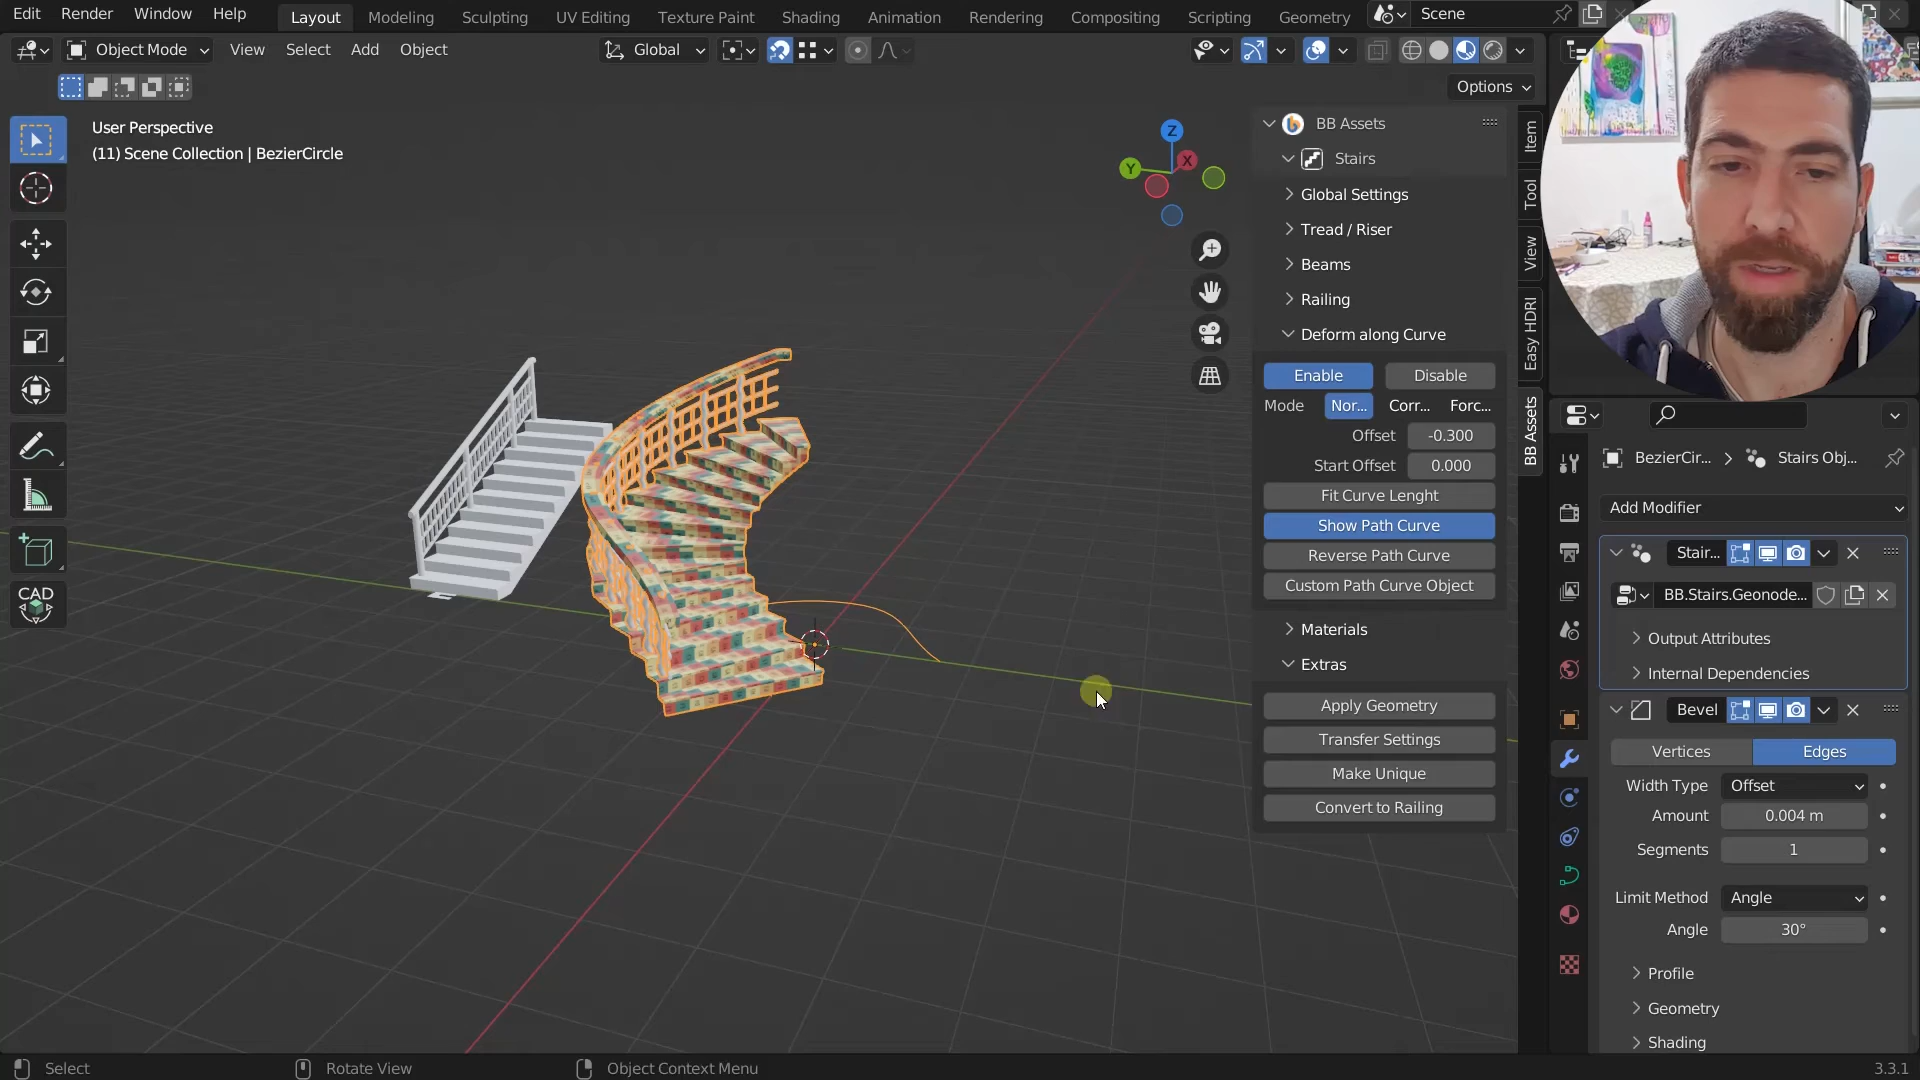 Edit Render Window Help Layout Modeling Sculpting UV Editing Texture Paint Shading Animation Rendering Compositing Scripting Geometry Scene
Object Mode View Select Add Object Global
Options
User Perspective
(11) Scene Collection | BezierCircle
Z
Y
X
CAD
BB Assets
Stairs
Global Settings
Tread / Riser
Beams
Railing
Deform along Curve
Enable Disable
Mode Nor... Corr... Forc...
Offset -0.300
Start Offset 0.000
Fit Curve Lenght
Show Path Curve
Reverse Path Curve
Custom Path Curve Object
Materials
Extras
Apply Geometry
Transfer Settings
Make Unique
Convert to Railing
Item
Tool
View
Easy HDRI
BB Assets
BezierCir... Stairs Obj...
Add Modifier
Stair...
BB.Stairs.Geonode...
Output Attributes
Internal Dependencies
Bevel
Vertices Edges
Width Type Offset
Amount 0.004 m
Segments 1
Limit Method Angle
Angle 30°
Profile
Geometry
Shading
Select Rotate View Object Context Menu 3.3.1